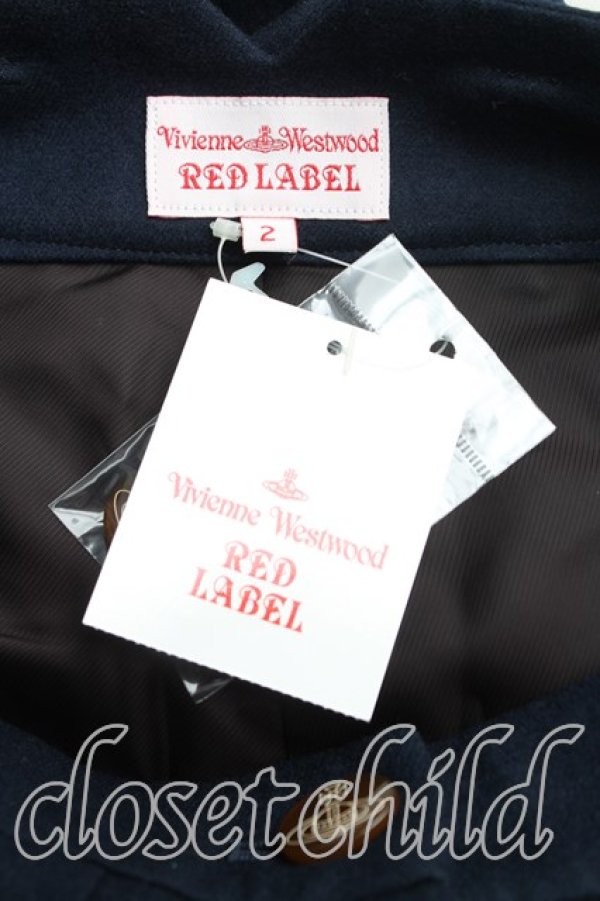 Vivienne Westwood
RED LABEL
2
Vivienne Westwood
RED
LABEL
closetchild